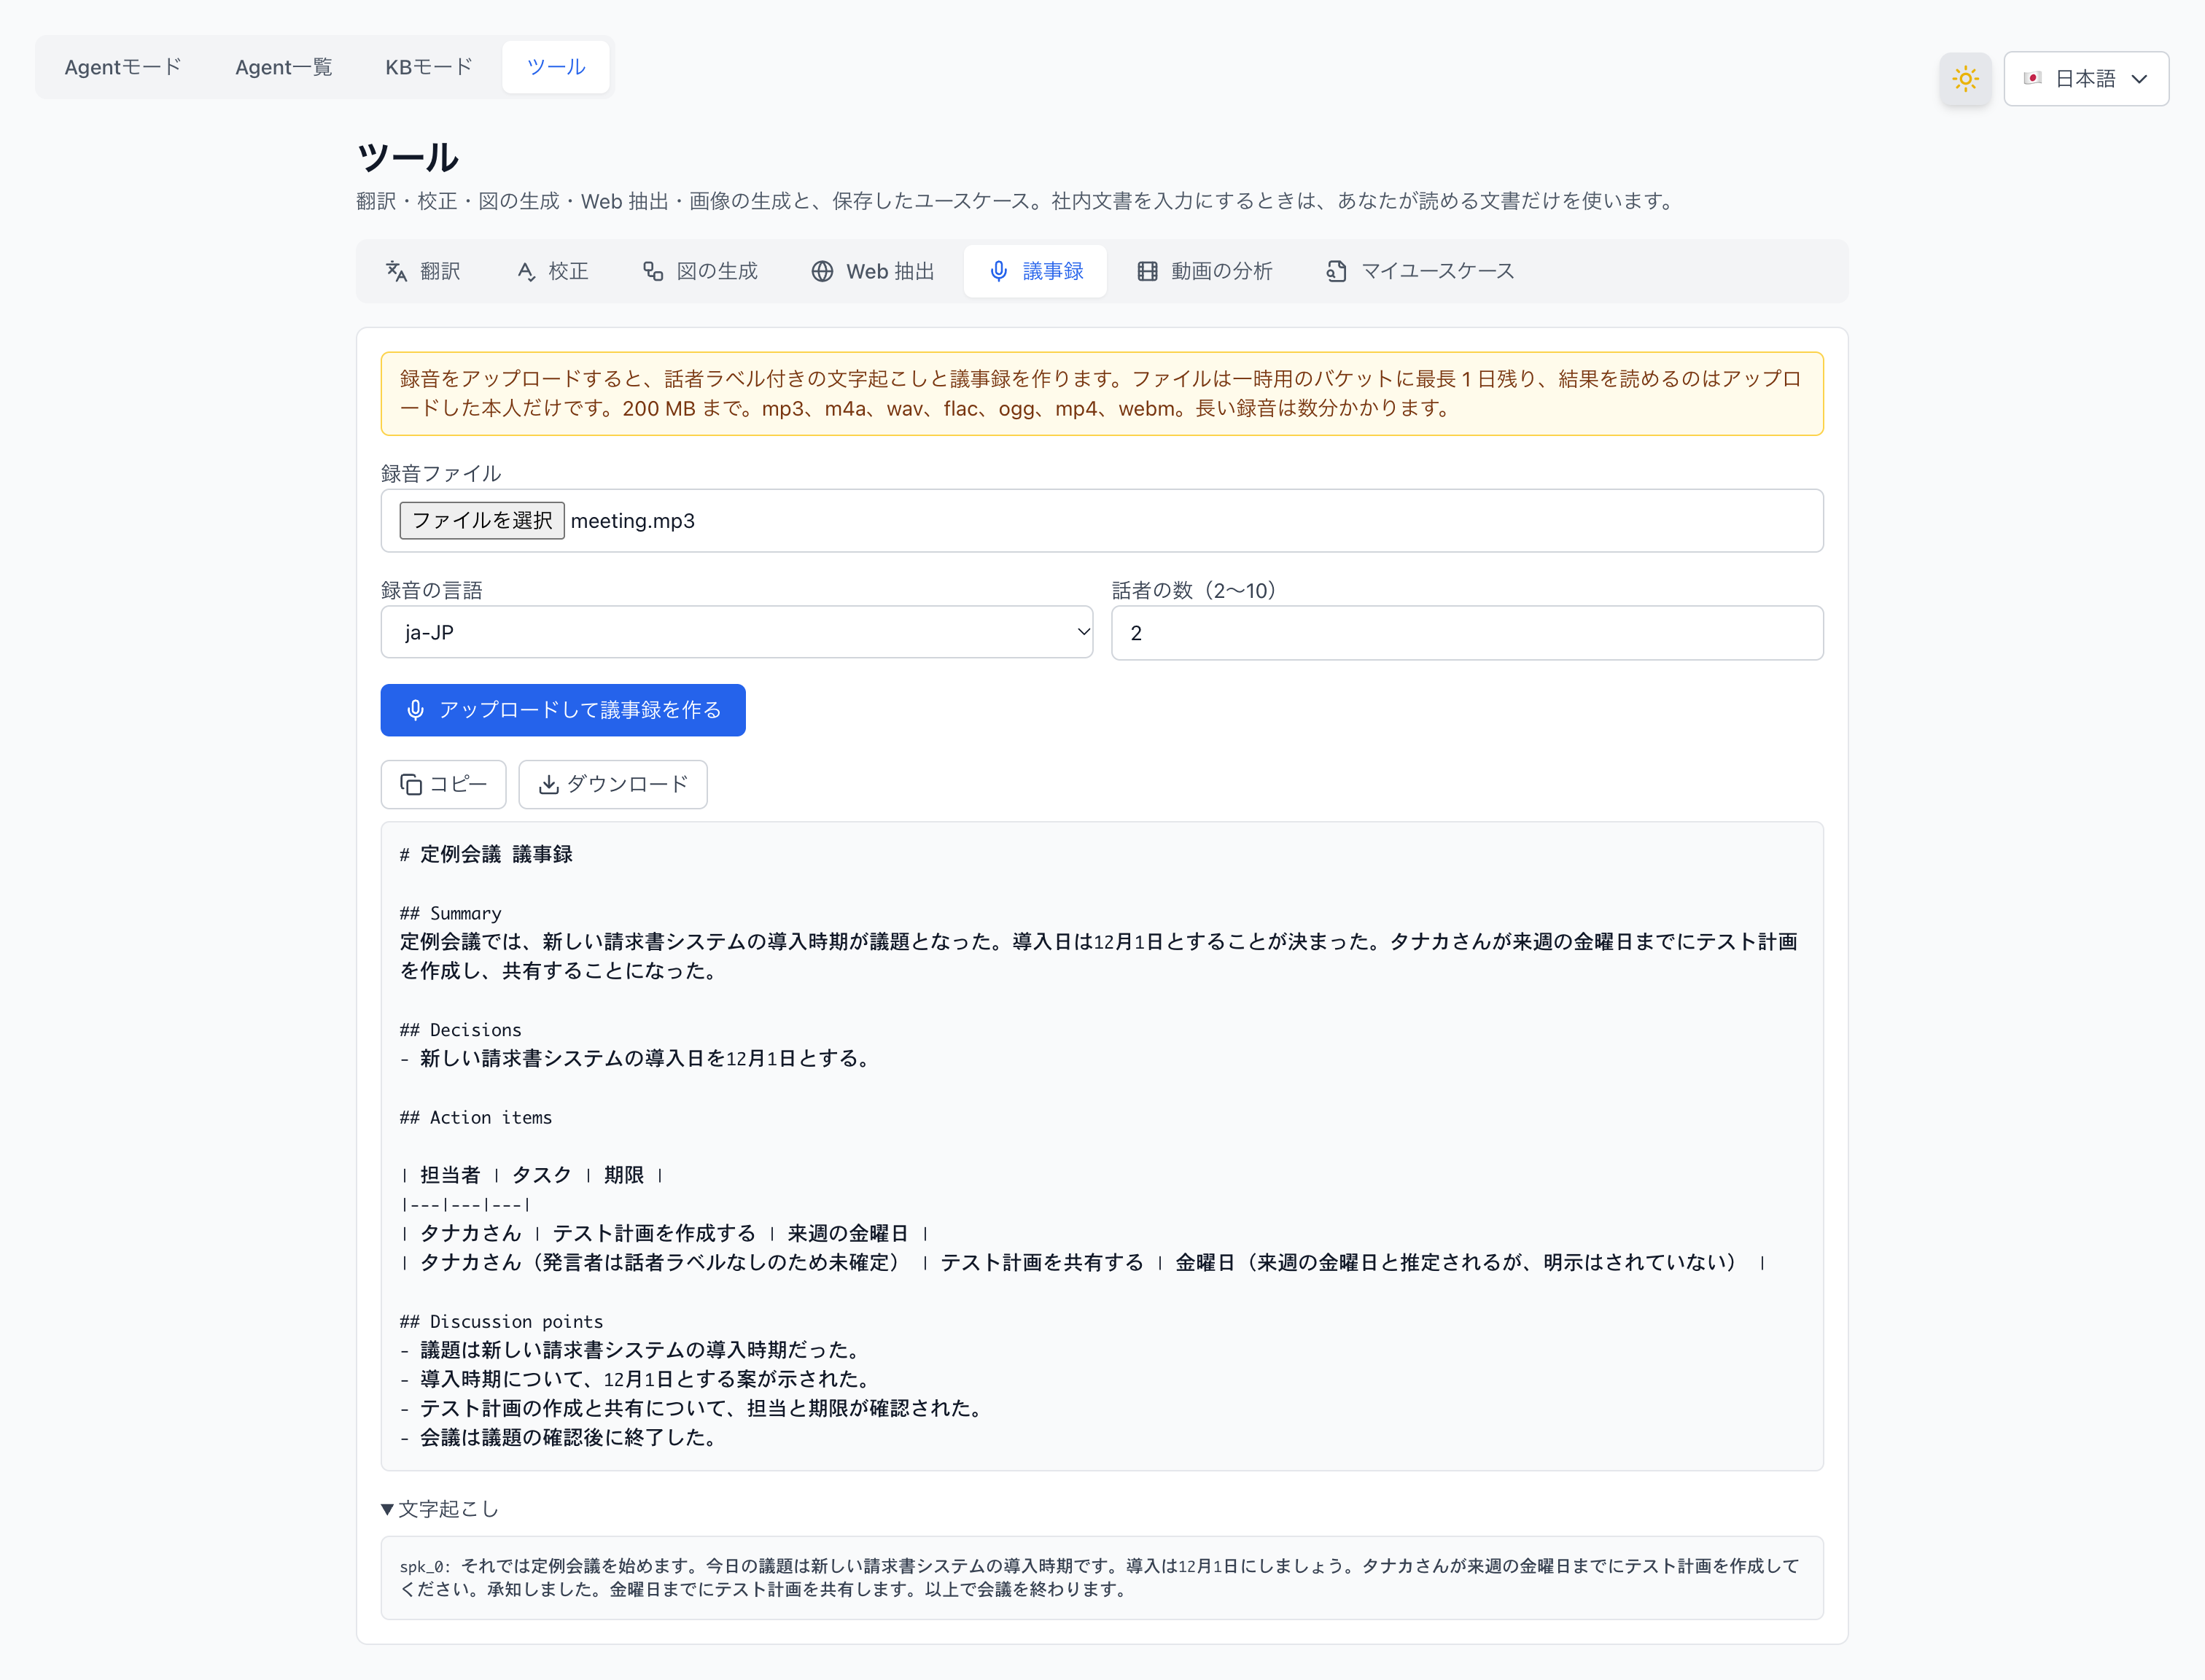 Agentモード Agent一覧 KBモード ツール
🇯🇵 日本語
ツール
翻訳・校正・図の生成・Web 抽出・画像の生成と、保存したユースケース。社内文書を入力にするときは、あなたが読める文書だけを使います。
翻訳 校正 図の生成 Web 抽出 議事録 動画の分析 マイユースケース
録音をアップロードすると、話者ラベル付きの文字起こしと議事録を作ります。ファイルは一時用のバケットに最長 1 日残り、結果を読めるのはアップロ
ードした本人だけです。200 MB まで。mp3、m4a、wav、flac、ogg、mp4、webm。長い録音は数分かかります。
録音ファイル
ファイルを選択 meeting.mp3
録音の言語 話者の数（2〜10）
ja-JP 2
アップロードして議事録を作る
コピー ダウンロード
# 定例会議 議事録
## Summary
定例会議では、新しい請求書システムの導入時期が議題となった。導入日は12月1日とすることが決まった。タナカさんが来週の金曜日までにテスト計画
を作成し、共有することになった。
## Decisions
- 新しい請求書システムの導入日を12月1日とする。
## Action items
| 担当者 | タスク | 期限 |
|---|---|---|
| タナカさん | テスト計画を作成する | 来週の金曜日 |
| タナカさん（発言者は話者ラベルなしのため未確定） | テスト計画を共有する | 金曜日（来週の金曜日と推定されるが、明示はされていない） |
## Discussion points
- 議題は新しい請求書システムの導入時期だった。
- 導入時期について、12月1日とする案が示された。
- テスト計画の作成と共有について、担当と期限が確認された。
- 会議は議題の確認後に終了した。
▼文字起こし
spk_0: それでは定例会議を始めます。今日の議題は新しい請求書システムの導入時期です。導入は12月1日にしましょう。タナカさんが来週の金曜日までにテスト計画を作成して
ください。承知しました。金曜日までにテスト計画を共有します。以上で会議を終わります。